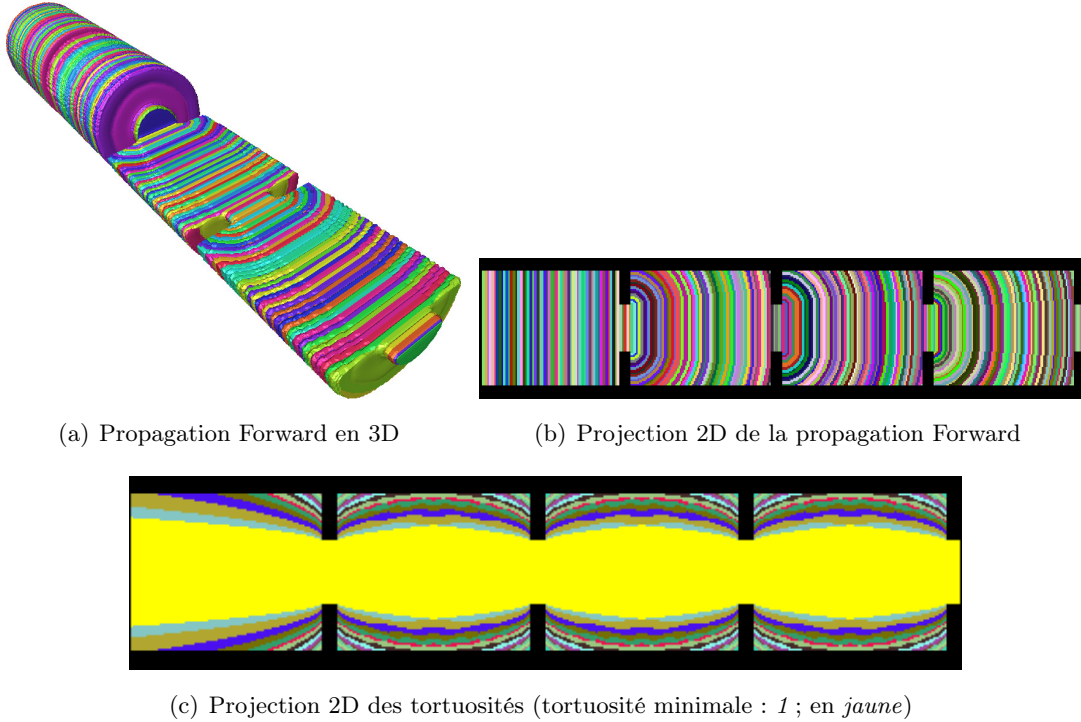 (a) Propagation Forward en 3D
(b) Projection 2D de la propagation Forward
(c) Projection 2D des tortuosités (tortuosité minimale : 1 ; en jaune)